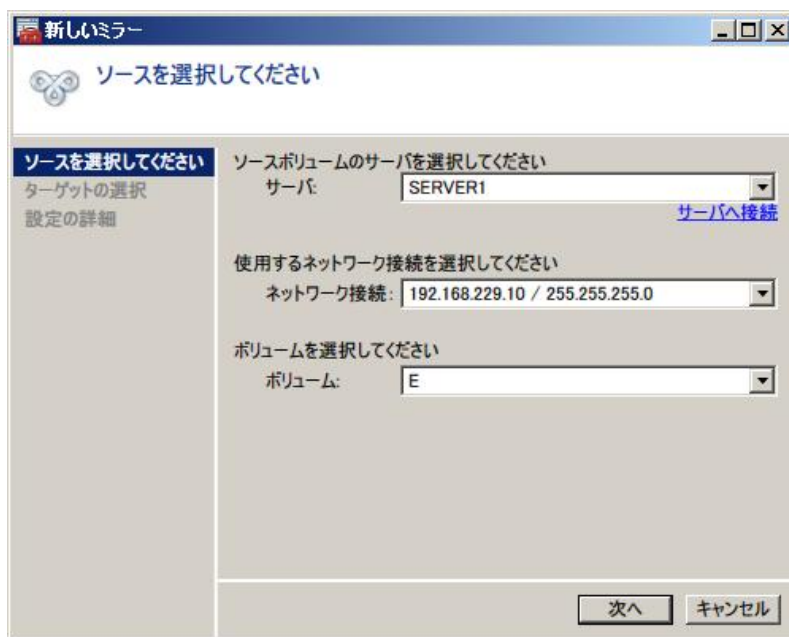 新しいミラー
ソースを選択してください
ソースを選択してください
ターゲットの選択
設定の詳細
ソースボリュームのサーバを選択してください
サーバ: SERVER1
サーバへ接続
使用するネットワーク接続を選択してください
ネットワーク接続: 192.168.229.10 / 255.255.255.0
ボリュームを選択してください
ボリューム: E
次へ キャンセル